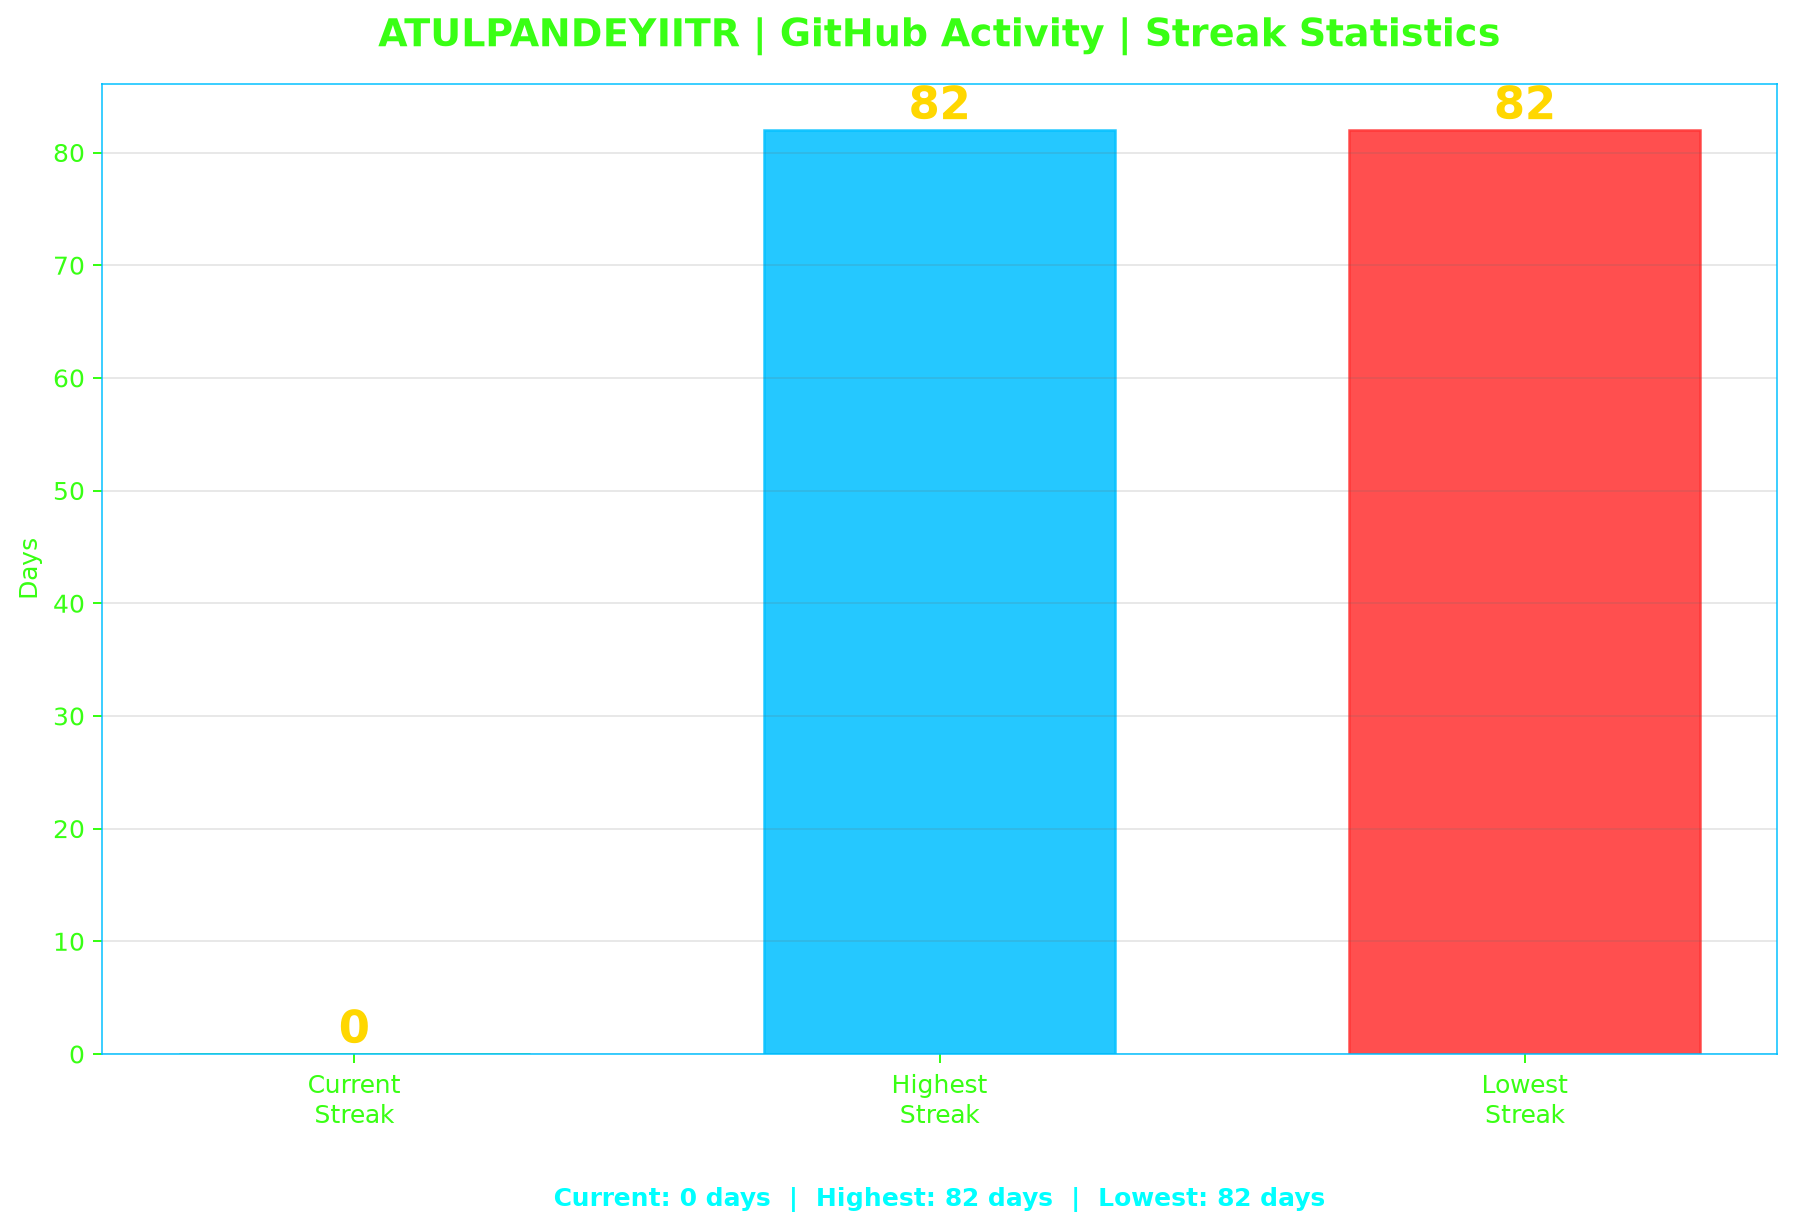 ATULPANDEYIITR | GitHub Activity | Streak Statistics
82
82
80
70
60
50
40
30
20
10
0
Days
0
Current
Streak
Highest
Streak
Lowest
Streak
Current: 0 days | Highest: 82 days | Lowest: 82 days